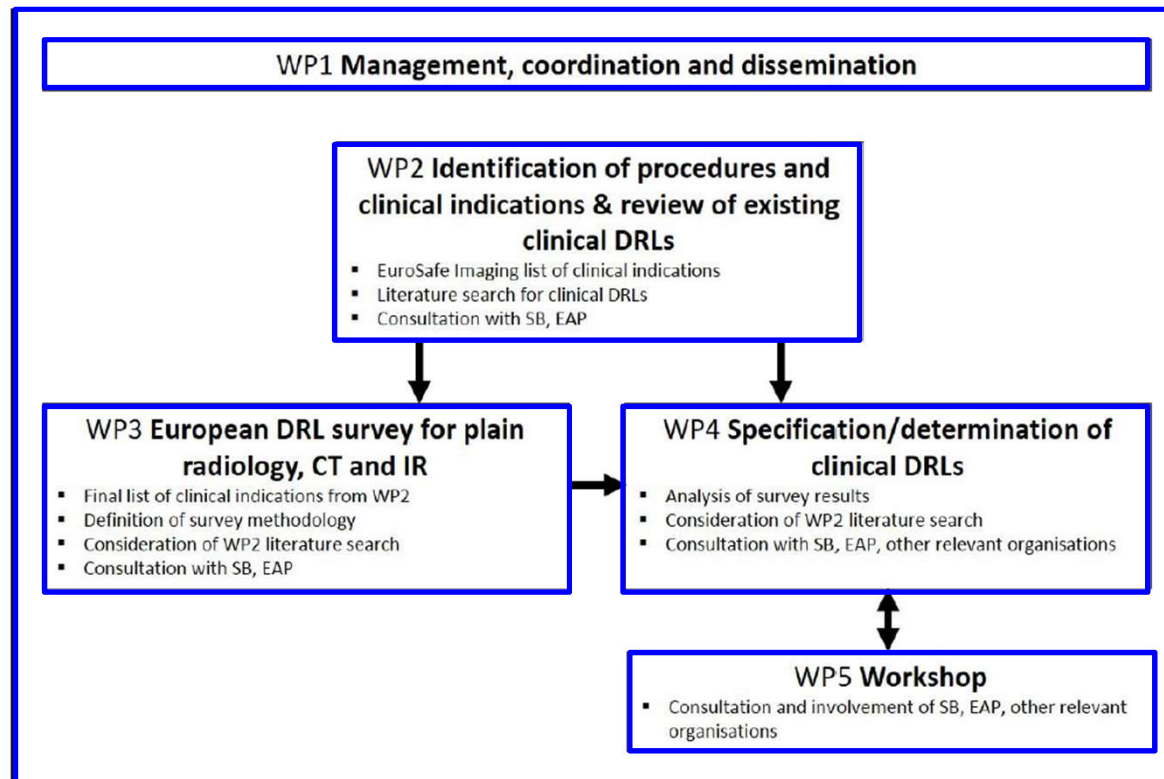 WP1 Management, coordination and dissemination
WP2 Identification of procedures and
clinical indications & review of existing
clinical DRLs
▪ EuroSafe Imaging list of clinical indications
▪ Literature search for clinical DRLs
▪ Consultation with SB, EAP
WP3 European DRL survey for plain
radiology, CT and IR
▪ Final list of clinical indications from WP2
▪ Definition of survey methodology
▪ Consideration of WP2 literature search
▪ Consultation with SB, EAP
WP4 Specification/determination of
clinical DRLs
▪ Analysis of survey results
▪ Consideration of WP2 literature search
▪ Consultation with SB, EAP, other relevant organisations
WP5 Workshop
▪ Consultation and involvement of SB, EAP, other relevant
organisations